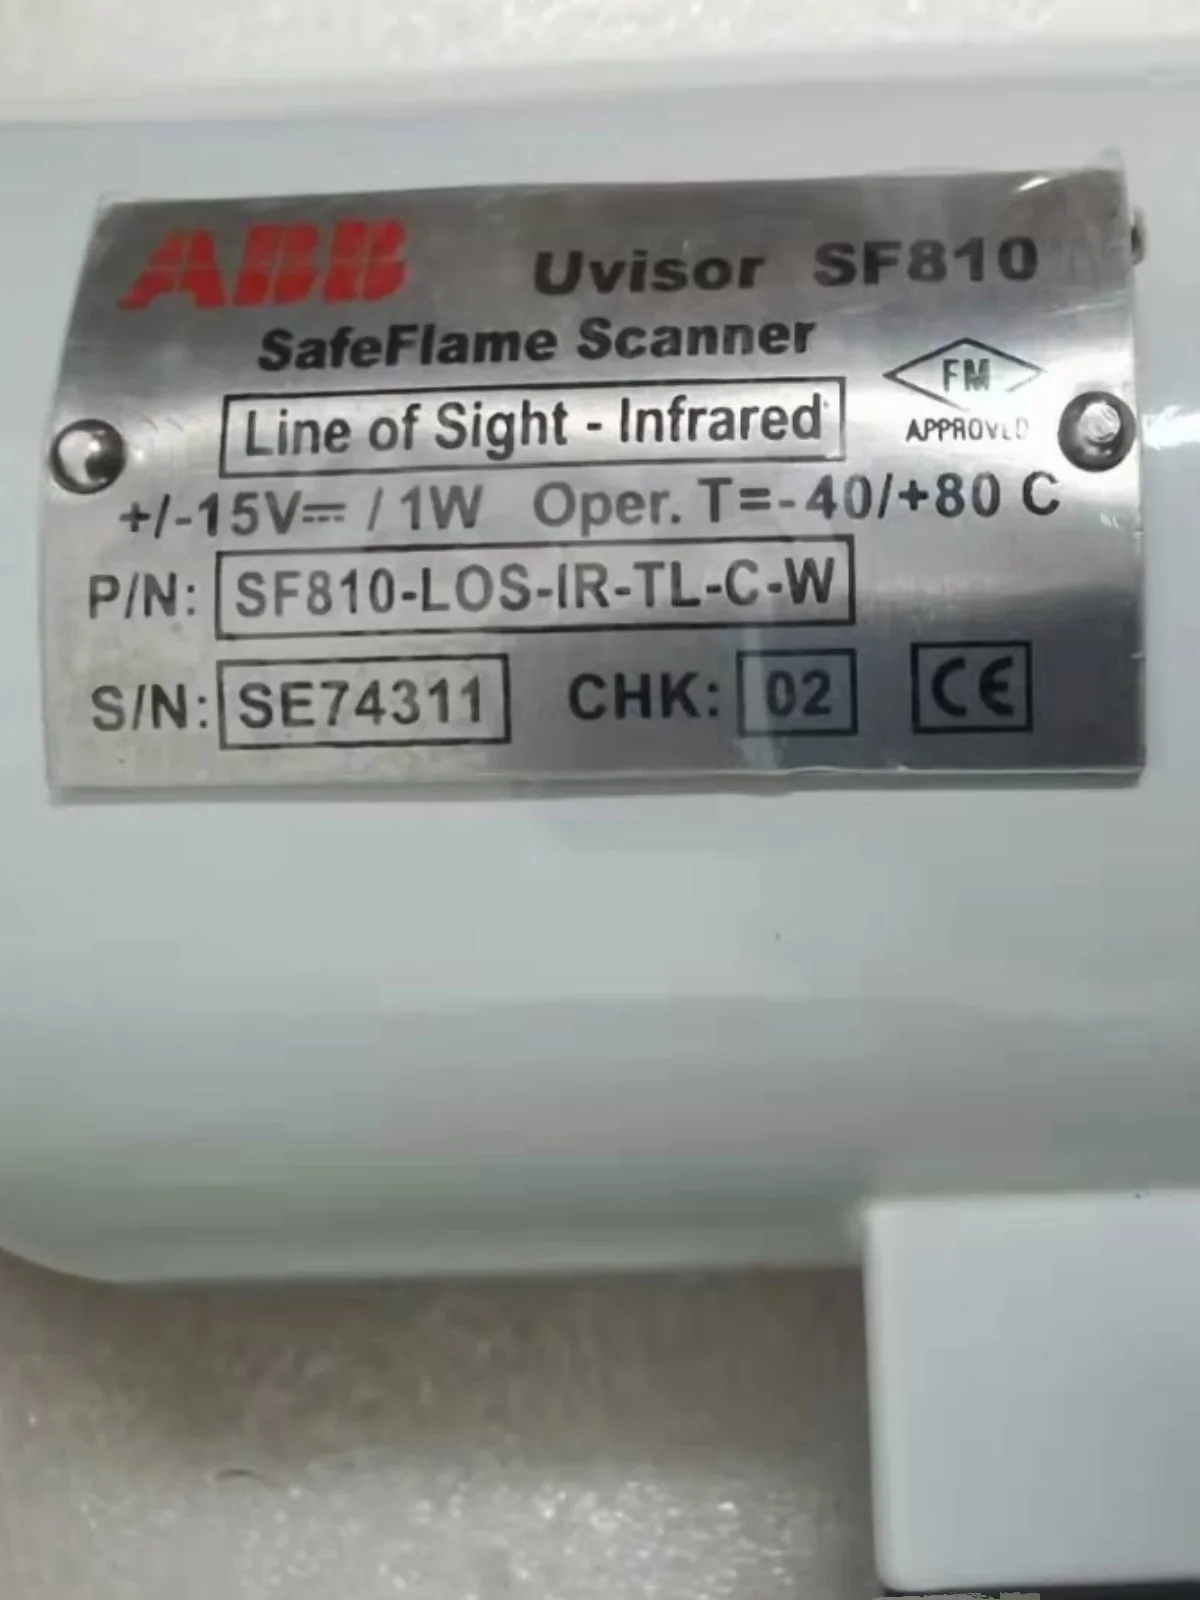 ABB Uvisor SF810
SafeFlame Scanner
FM
APPROVED
Line of Sight - Infrared
+/-15V⎓ / 1W Oper. T=-40/+80 C
P/N: SF810-LOS-IR-TL-C-W
S/N: SE74311 CHK: 02 CE